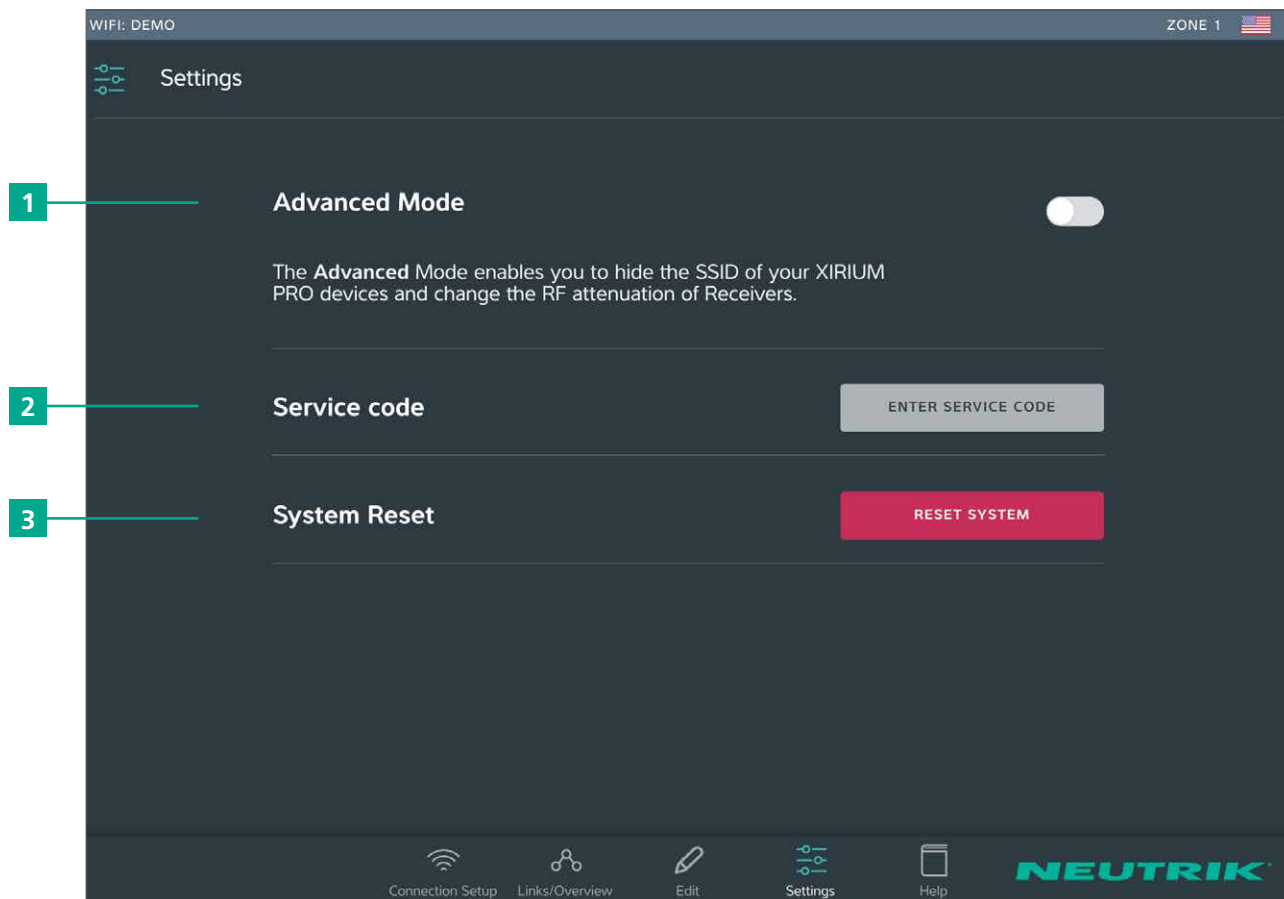 WIFI: DEMO ZONE 1
Settings
1 Advanced Mode
The Advanced Mode enables you to hide the SSID of your XIRIUM
PRO devices and change the RF attenuation of Receivers.
2 Service code ENTER SERVICE CODE
3 System Reset RESET SYSTEM
Connection Setup Links/Overview Edit Settings Help
NEUTRIK